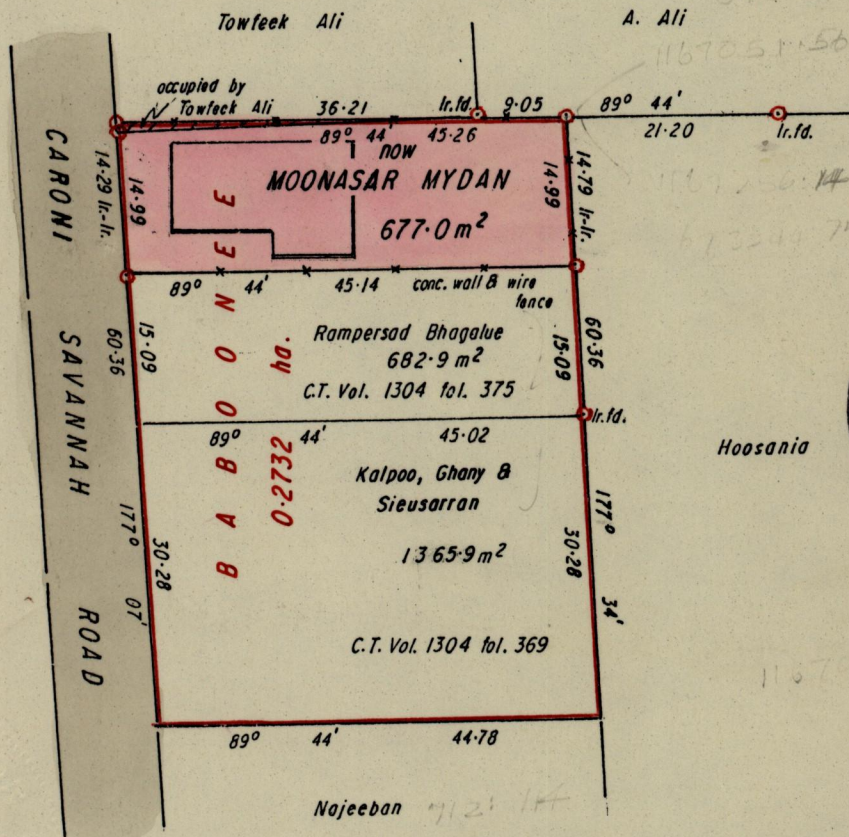 Towfeek Ali
A. Ali
occupied by
Towfeek Ali
36·21
Ir.fd.
9·05
89° 44'
21·20
Ir.fd.
89° 44' 45·26
now
MOONASAR MYDAN
677·0 m²
14·29 Ir-Ir.
14·99
14·99
14·79 Ir-Ir.
89° 44' 45·14
conc. wall & wire
fence
CARONI SAVANNAH ROAD
BABOONEE
0·2732 ha.
Rampersad Bhagalue
682·9 m²
C.T. Vol. 1304 fol. 375
60·36
15·09
15·09
60·36
Ir.fd.
89° 44' 45·02
Kalpoo, Ghany &
Sieusarran
1365·9 m²
C.T. Vol. 1304 fol. 369
Hoosania
177° 07'
30·28
30·28
177° 34'
89° 44' 44·78
Najeeban